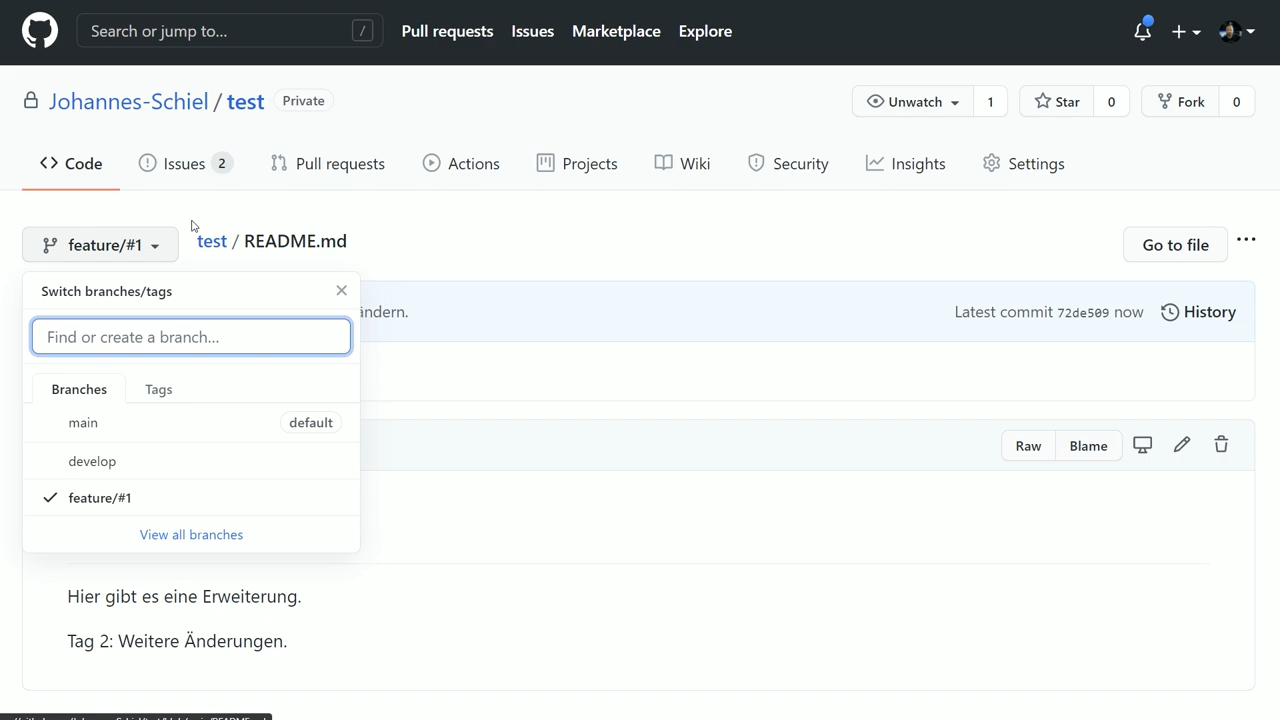 Search or jump to... /
Pull requests Issues Marketplace Explore
Johannes-Schiel / test Private
Unwatch 1 Star 0 Fork 0
Code Issues 2 Pull requests Actions Projects Wiki Security Insights Settings
feature/#1 test / README.md Go to file
Switch branches/tags
ändern. Latest commit 72de509 now History
Find or create a branch...
Branches Tags
main default
Raw Blame
develop
feature/#1
View all branches
Hier gibt es eine Erweiterung.
Tag 2: Weitere Änderungen.